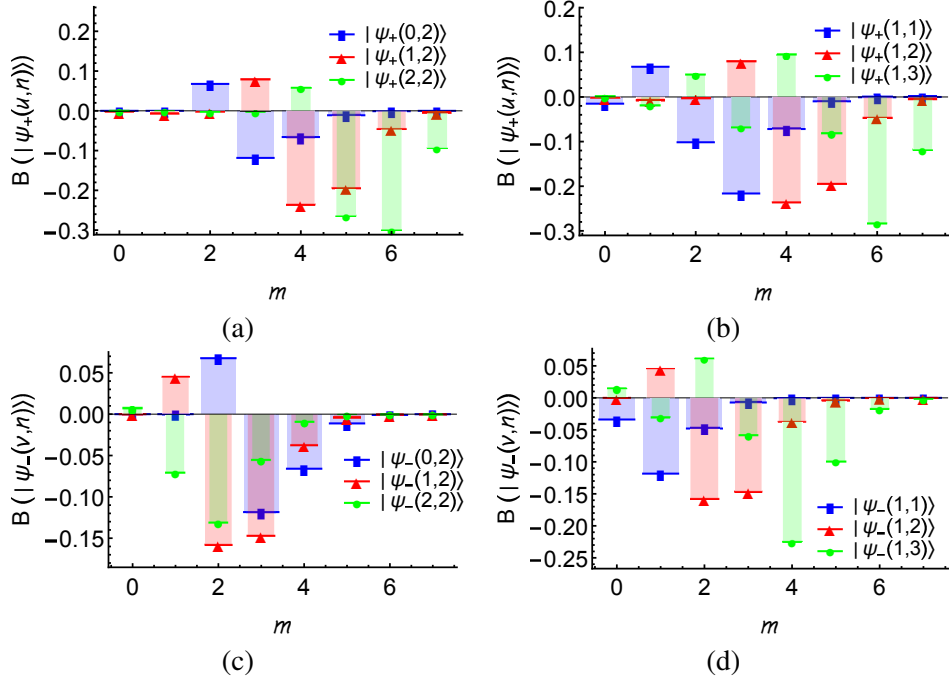 B (| ψ+(u,n)⟩)
0.2
0.1
0.0
−0.1
−0.2
−0.3
| ψ+(0,2)⟩
| ψ+(1,2)⟩
| ψ+(2,2)⟩
0 2 4 6
m
(a)
B (| ψ+(u,n)⟩)
0.2
0.1
0.0
−0.1
−0.2
−0.3
| ψ+(1,1)⟩
| ψ+(1,2)⟩
| ψ+(1,3)⟩
0 2 4 6
m
(b)
B (| ψ−(v,n)⟩)
0.05
0.00
−0.05
−0.10
−0.15
| ψ−(0,2)⟩
| ψ−(1,2)⟩
| ψ−(2,2)⟩
0 2 4 6
m
(c)
B (| ψ−(v,n)⟩)
0.05
0.00
−0.05
−0.10
−0.15
−0.20
−0.25
| ψ−(1,1)⟩
| ψ−(1,2)⟩
| ψ−(1,3)⟩
0 2 4 6
m
(d)